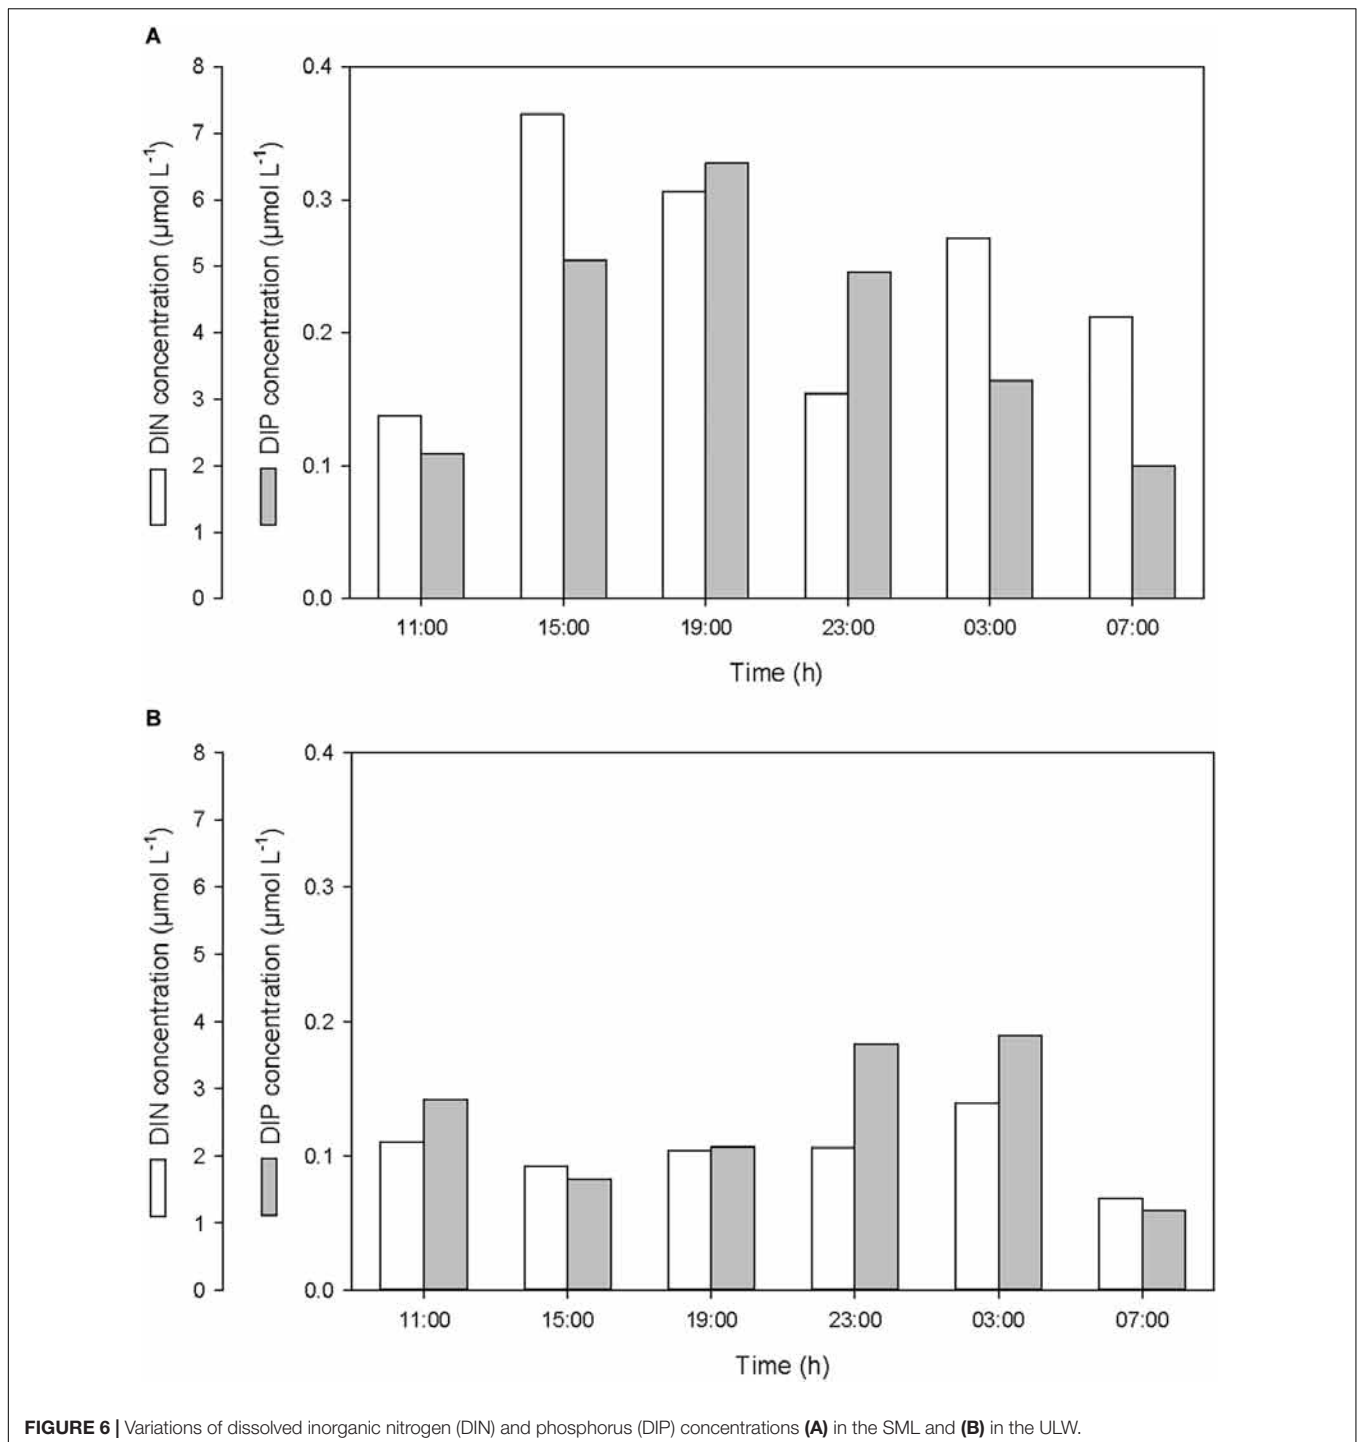 A
8
7
6
5
4
3
2
1
0
DIN concentration (µmol L⁻¹)
DIP concentration (µmol L⁻¹)
0.4
0.3
0.2
0.1
0.0
11:00 15:00 19:00 23:00 03:00 07:00
Time (h)
B
8
7
6
5
4
3
2
1
0
DIN concentration (µmol L⁻¹)
DIP concentration (µmol L⁻¹)
0.4
0.3
0.2
0.1
0.0
11:00 15:00 19:00 23:00 03:00 07:00
Time (h)
FIGURE 6 | Variations of dissolved inorganic nitrogen (DIN) and phosphorus (DIP) concentrations (A) in the SML and (B) in the ULW.